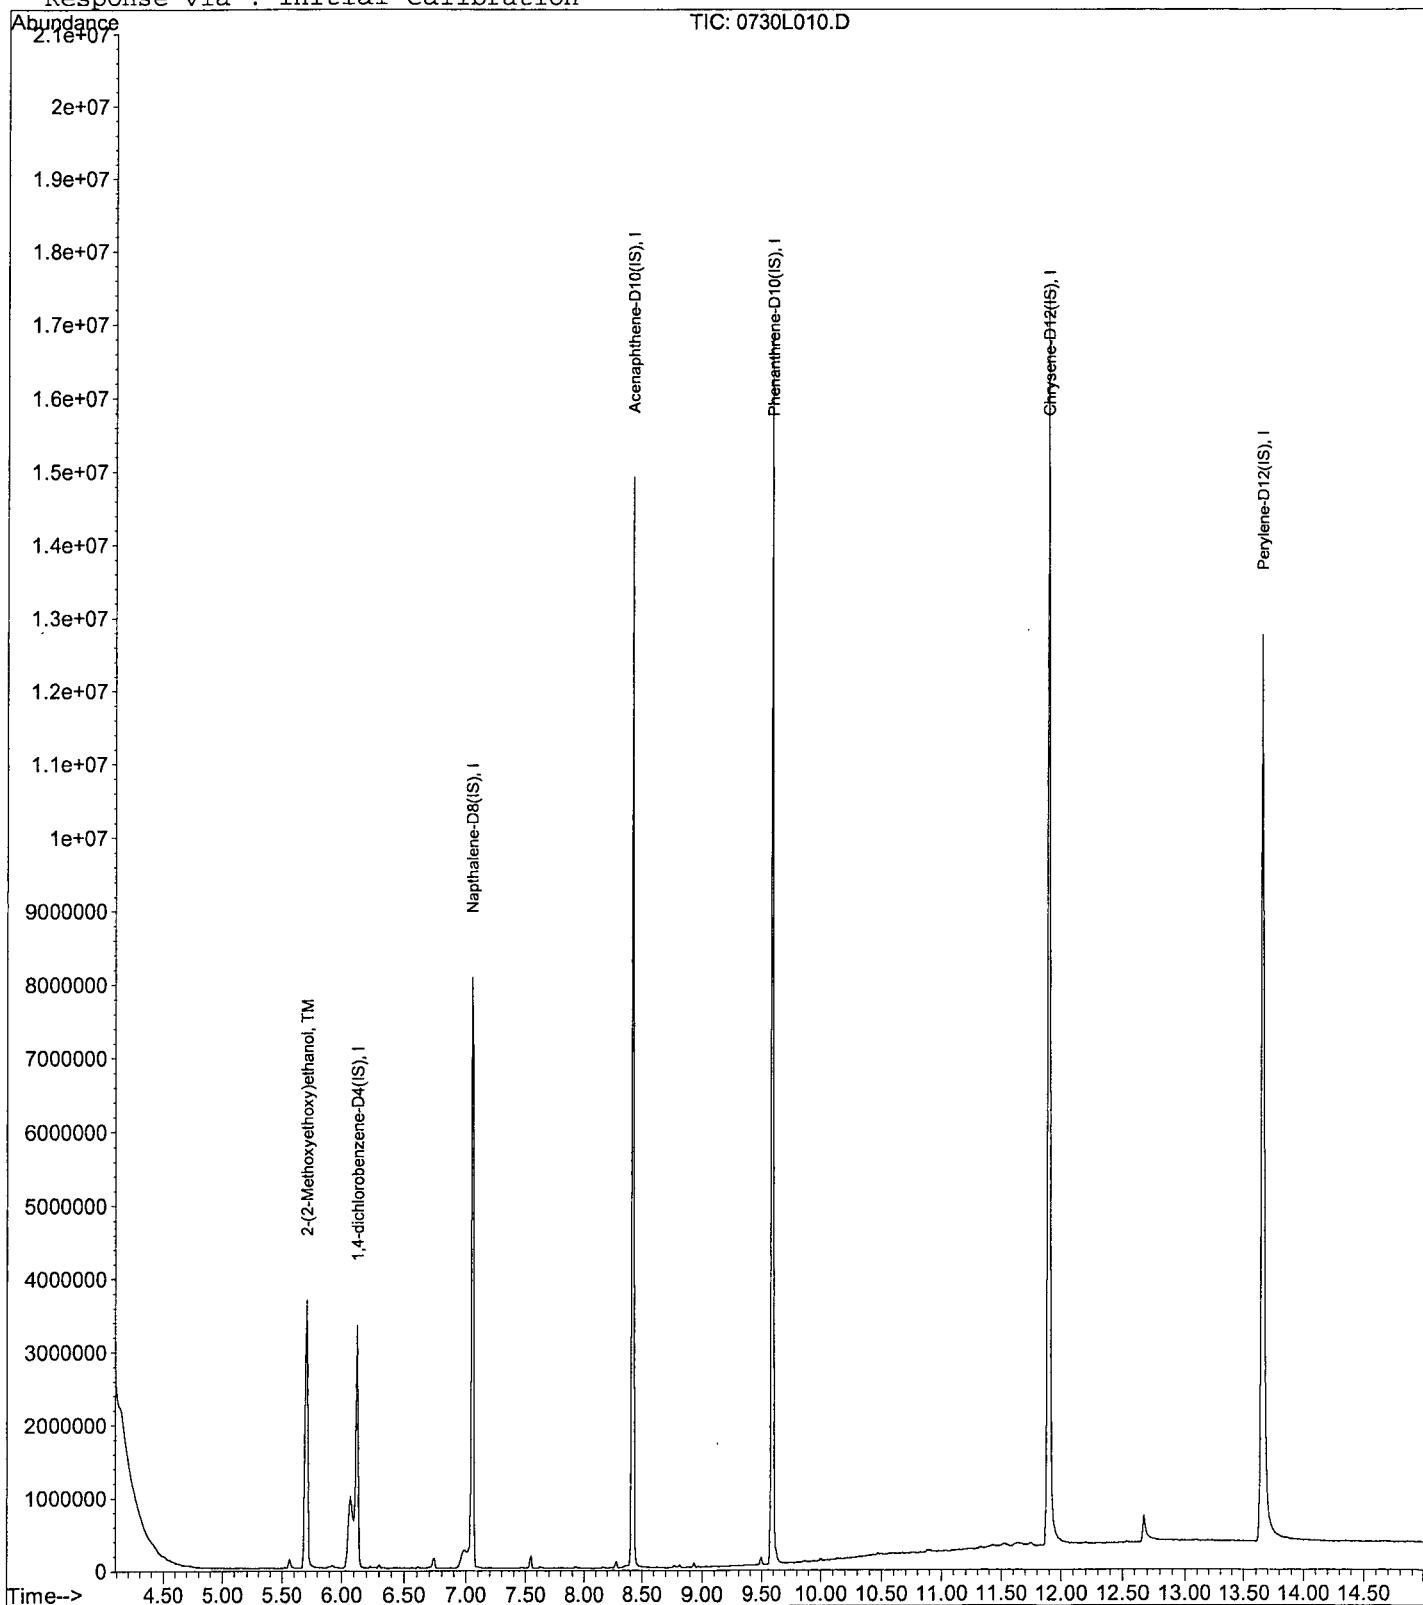 Response via : Initial Calibration
Abundance
TIC: 0730L010.D
2.1e+07
2e+07
1.9e+07
1.8e+07
1.7e+07
1.6e+07
1.5e+07
1.4e+07
1.3e+07
1.2e+07
1.1e+07
1e+07
9000000
8000000
7000000
6000000
5000000
4000000
3000000
2000000
1000000
0
2-(2-Methoxyethoxy)ethanol, TM
1,4-dichlorobenzene-D4(IS), I
Napthalene-D8(IS), I
Acenaphthene-D10(IS), I
Phenanthrene-D10(IS), I
Chrysene-D12(IS), I
Perylene-D12(IS), I
Time--> 4.50 5.00 5.50 6.00 6.50 7.00 7.50 8.00 8.50 9.00 9.50 10.00 10.50 11.00 11.50 12.00 12.50 13.00 13.50 14.00 14.50